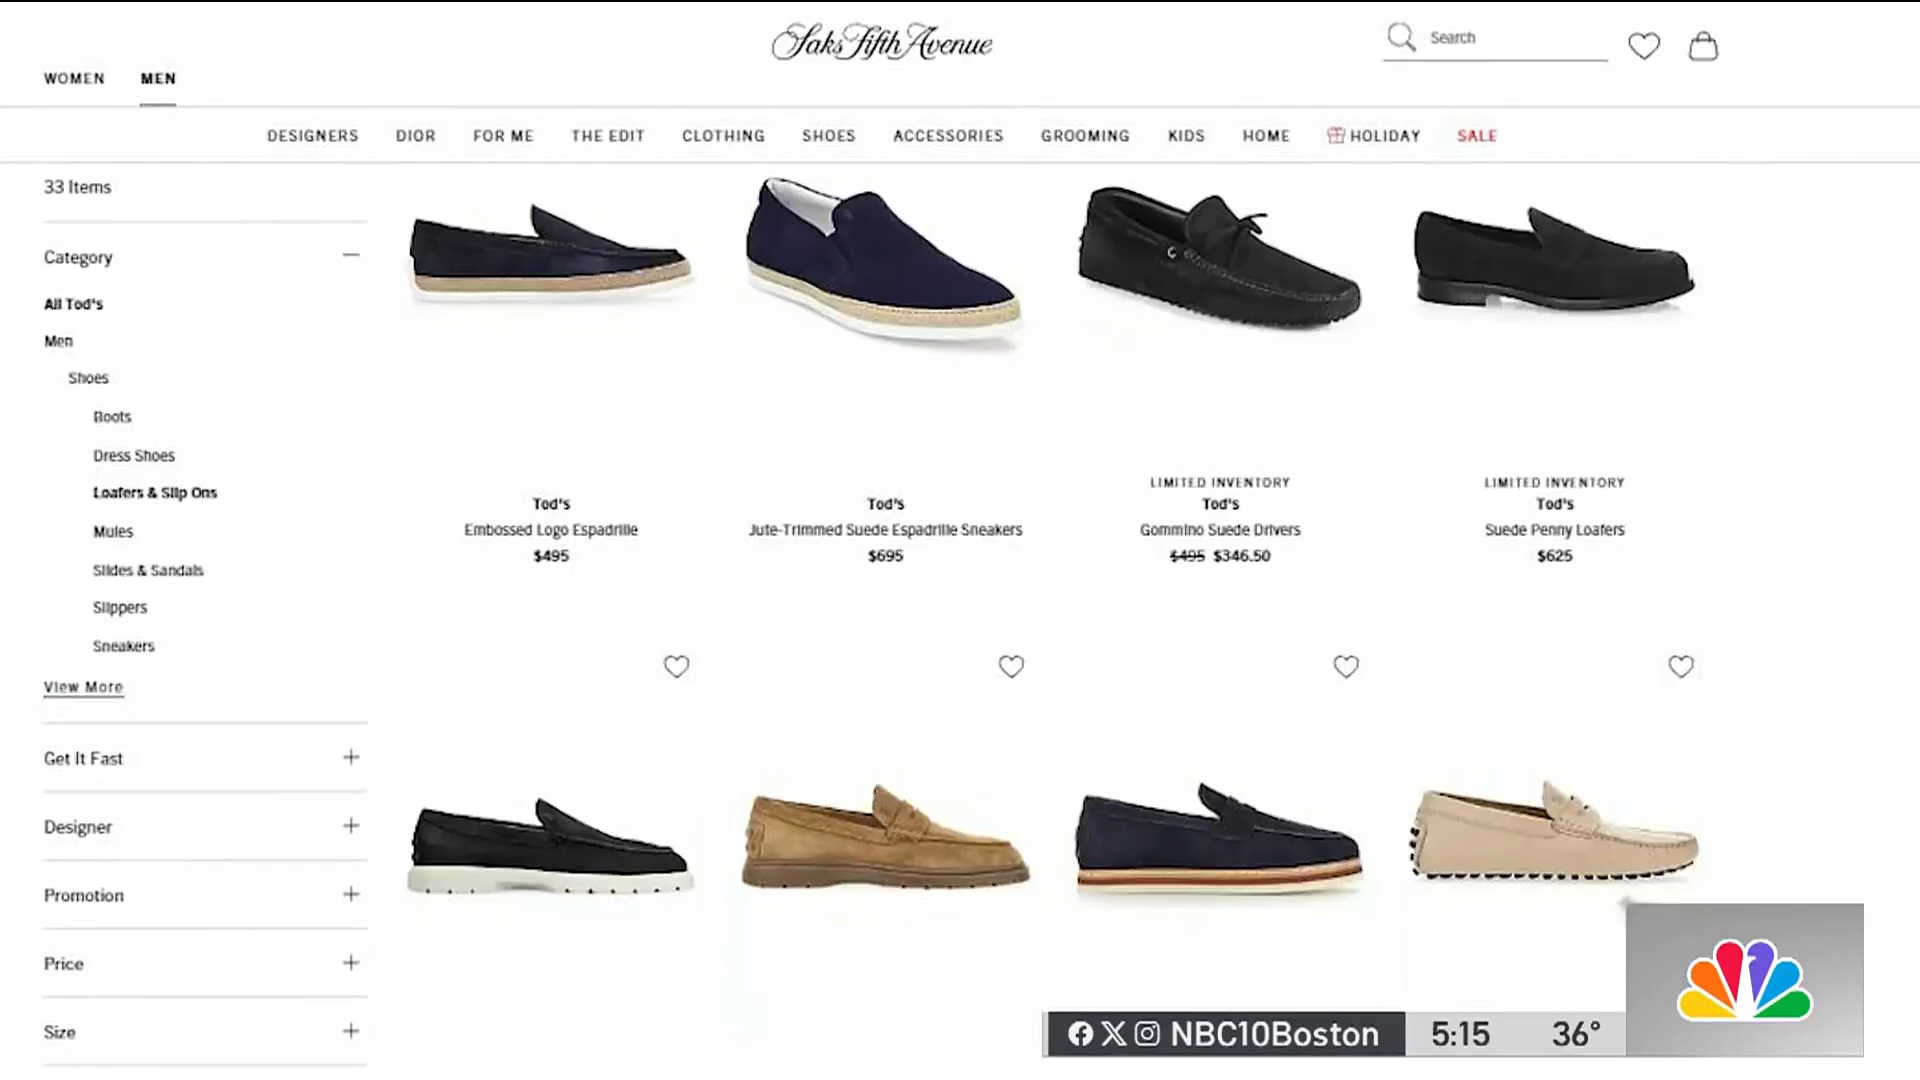 Saks Fifth Avenue
Search
WOMEN MEN
DESIGNERS DIOR FOR ME THE EDIT CLOTHING SHOES ACCESSORIES GROOMING KIDS HOME HOLIDAY SALE
33 Items
Category
All Tod's
Men
Shoes
Boots
Dress Shoes
Loafers & Slip Ons
Mules
Slides & Sandals
Slippers
Sneakers
View More
Get It Fast
Designer
Promotion
Price
Size
Tod's
Embossed Logo Espadrille
$495
Tod's
Jute-Trimmed Suede Espadrille Sneakers
$695
LIMITED INVENTORY
Tod's
Gommino Suede Drivers
$495 $346.50
LIMITED INVENTORY
Tod's
Suede Penny Loafers
$625
NBC10Boston 5:15 36°